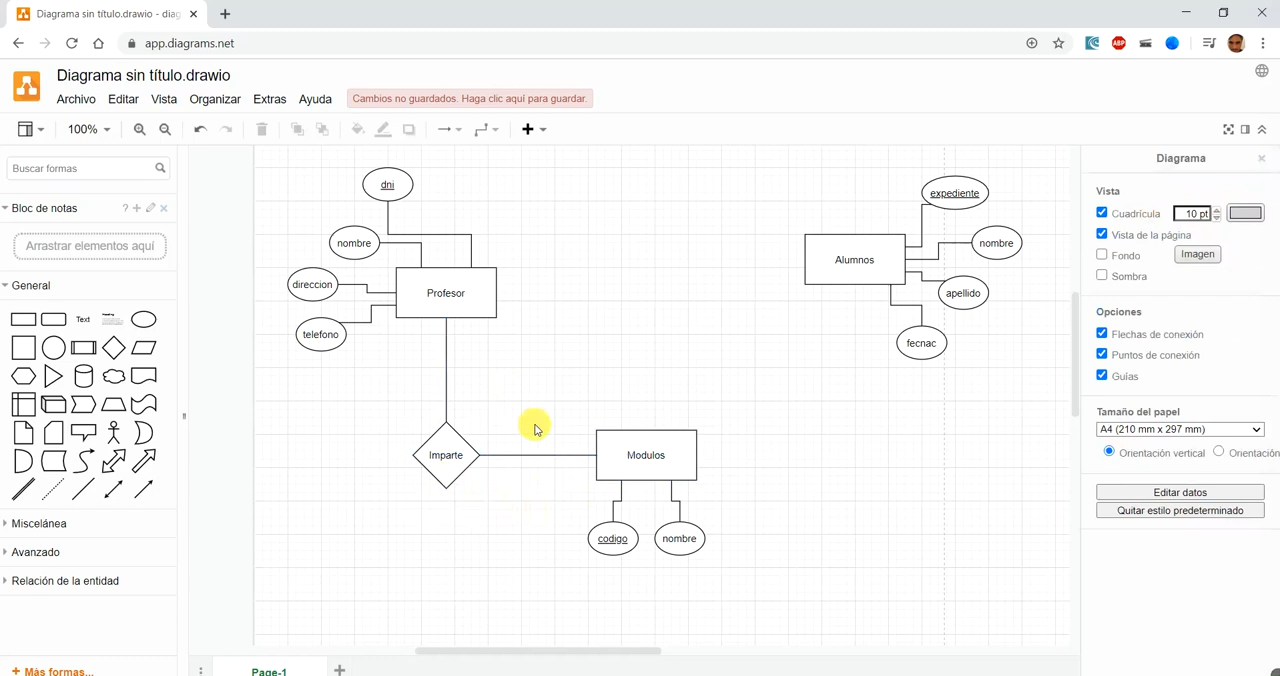 Diagrama sin título.drawio - diag
app.diagrams.net
ABP
Diagrama sin título.drawio
Archivo Editar Vista Organizar Extras Ayuda
Cambios no guardados. Haga clic aquí para guardar.
100%
Buscar formas
Bloc de notas
Arrastrar elementos aquí
General
Text
Heading
Miscelánea
Avanzado
Relación de la entidad
Más formas...
dni
nombre
direccion
telefono
Profesor
Imparte
Modulos
codigo
nombre
Alumnos
expediente
nombre
apellido
fecnac
Page-1
Diagrama
Vista
Cuadrícula 10 pt
Vista de la página
Fondo Imagen
Sombra
Opciones
Flechas de conexión
Puntos de conexión
Guías
Tamaño del papel
A4 (210 mm x 297 mm)
Orientación vertical Orientación
Editar datos
Quitar estilo predeterminado